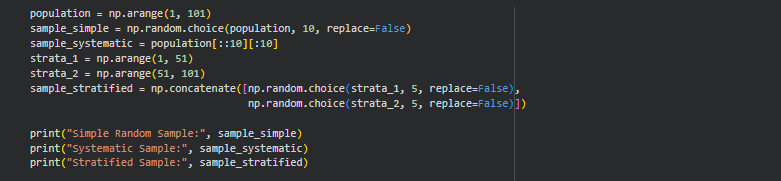 population = np.arange(1, 101)
sample_simple = np.random.choice(population, 10, replace=False)
sample_systematic = population[::10][:10]
strata_1 = np.arange(1, 51)
strata_2 = np.arange(51, 101)
sample_stratified = np.concatenate([np.random.choice(strata_1, 5, replace=False),
                                    np.random.choice(strata_2, 5, replace=False)])

print("Simple Random Sample:", sample_simple)
print("Systematic Sample:", sample_systematic)
print("Stratified Sample:", sample_stratified)